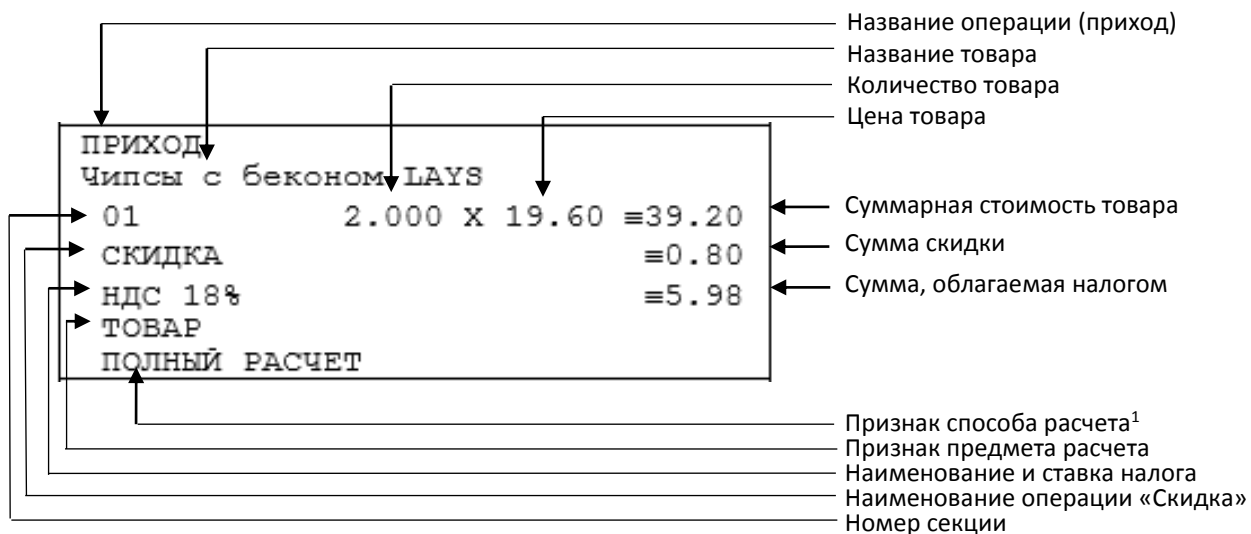 Название операции (приход)
Название товара
Количество товара
Цена товара
ПРИХОД
Чипсы с беконом LAYS
01 2.000 X 19.60 ≡39.20
Суммарная стоимость товара
СКИДКА ≡0.80
Сумма скидки
НДС 18% ≡5.98
Сумма, облагаемая налогом
ТОВАР
ПОЛНЫЙ РАСЧЕТ
Признак способа расчета¹
Признак предмета расчета
Наименование и ставка налога
Наименование операции «Скидка»
Номер секции